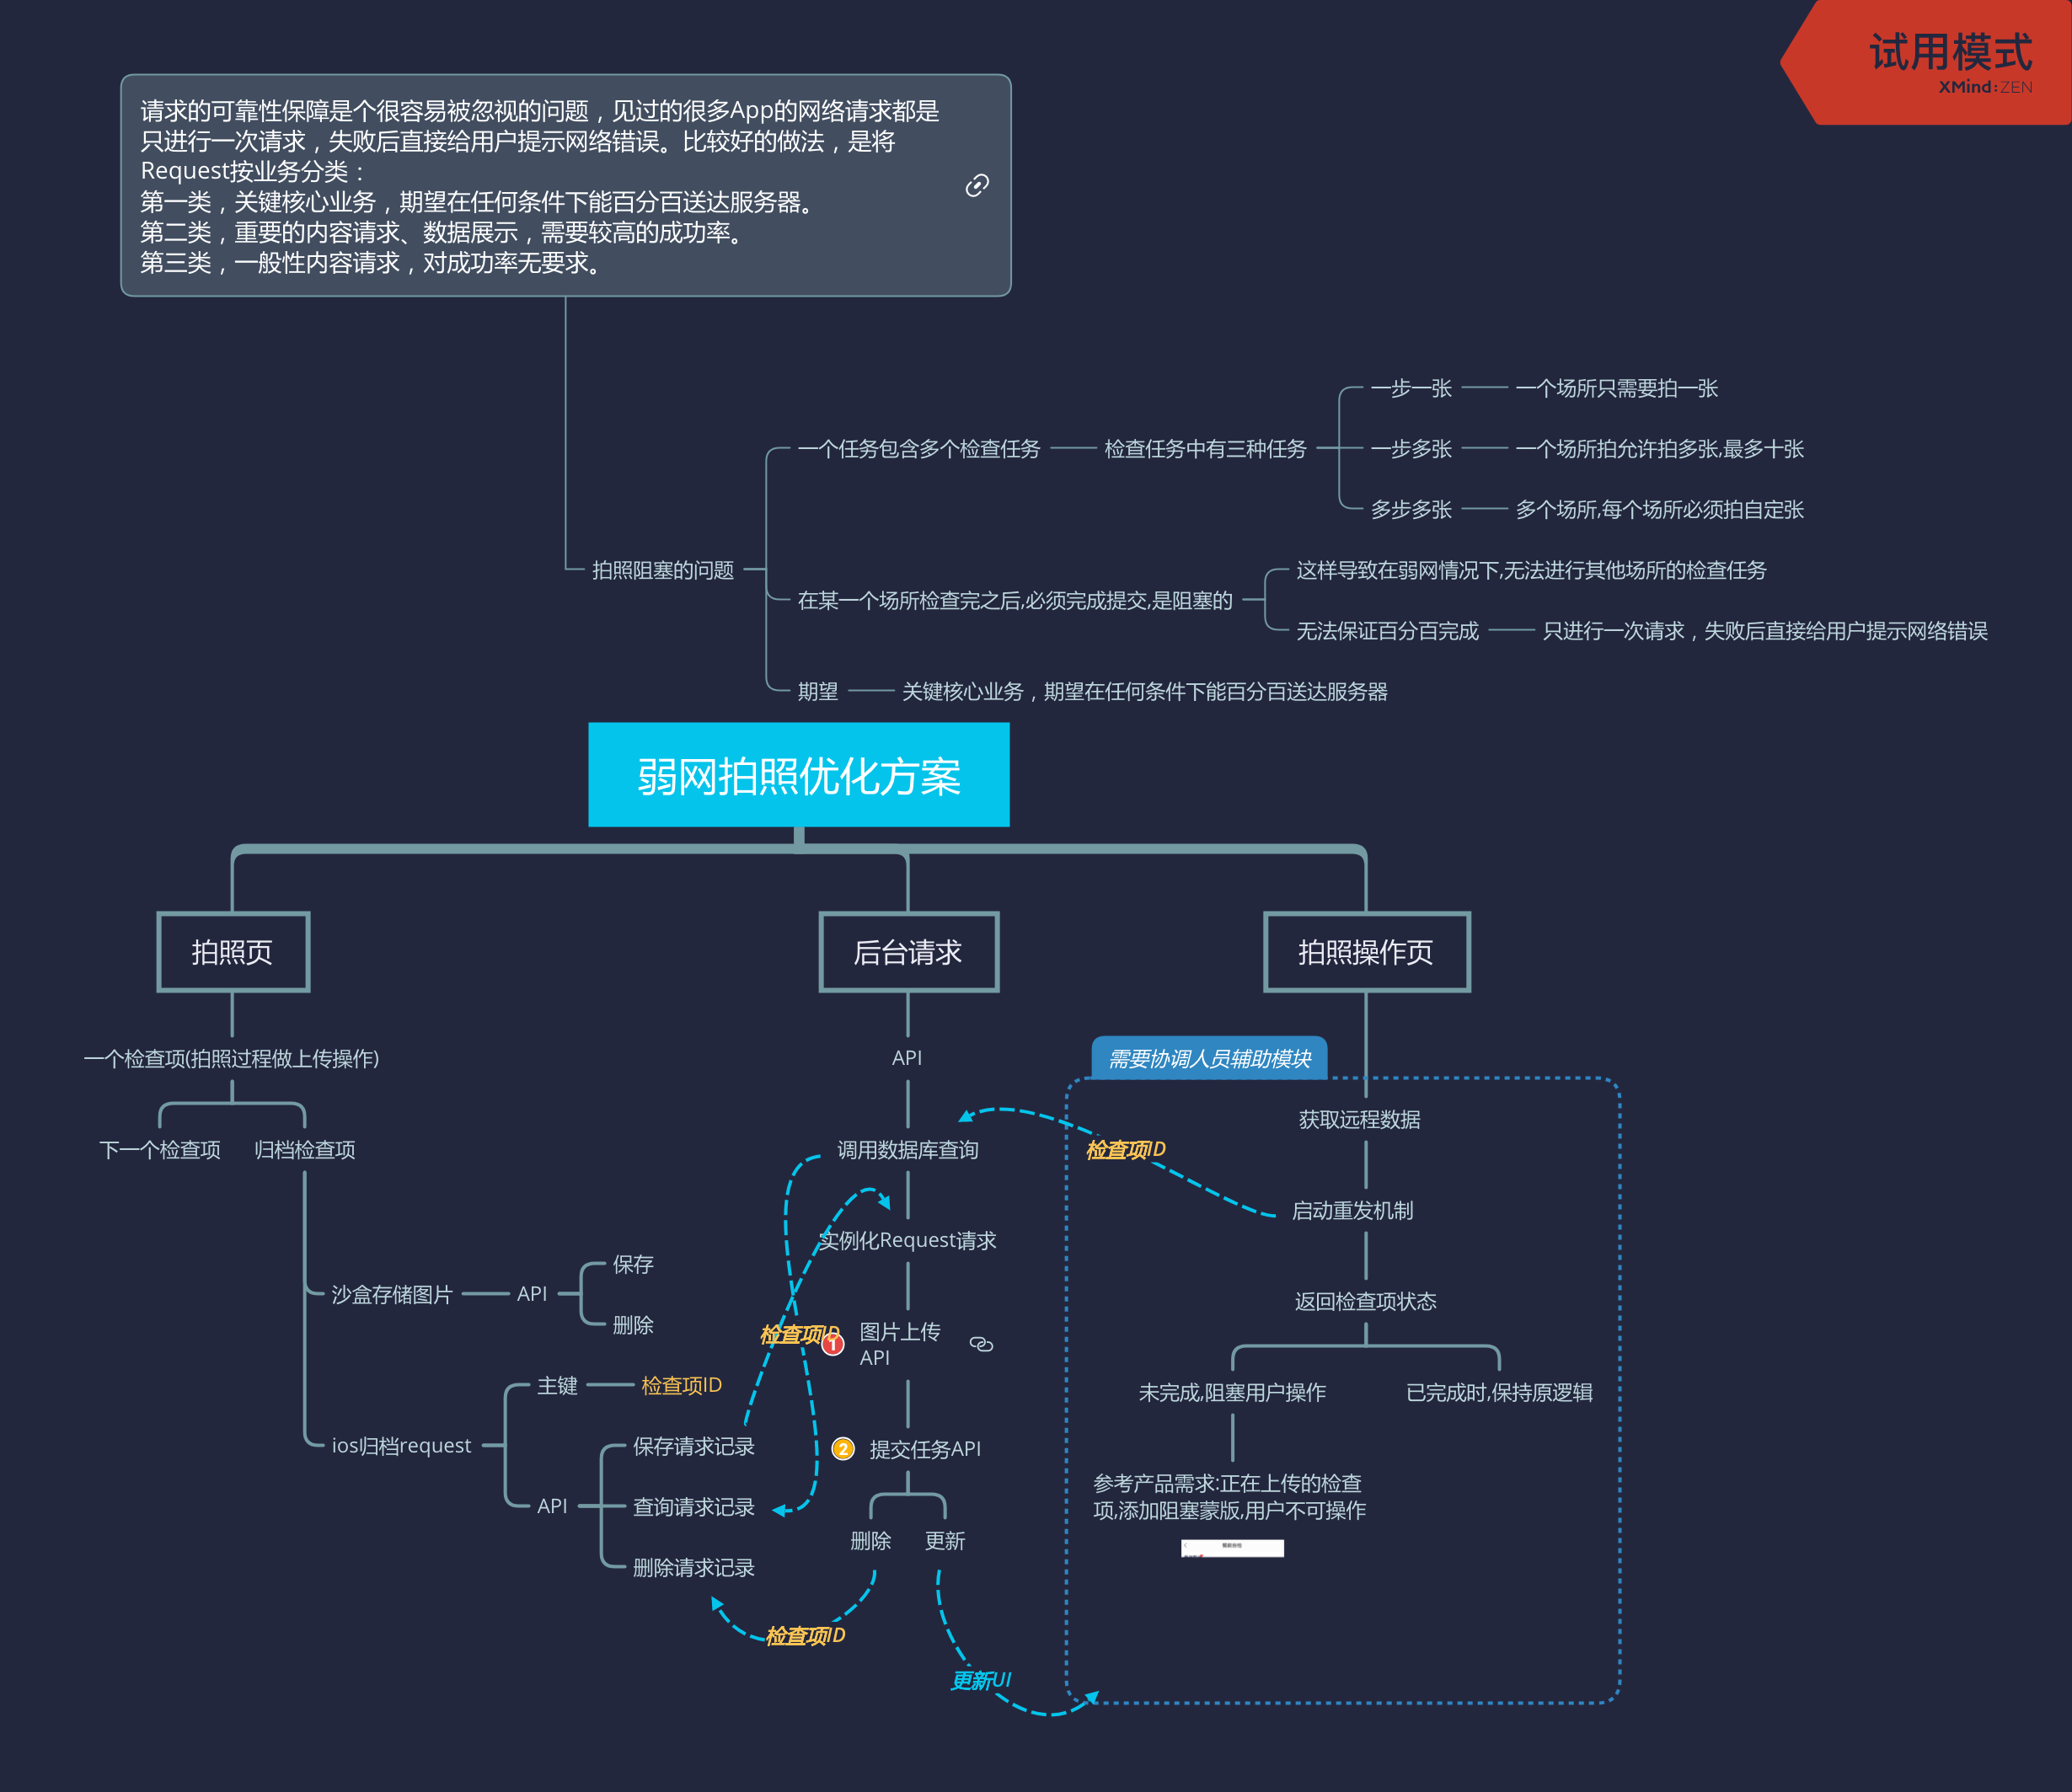 试用模式
XMind:ZEN
请求的可靠性保障是个很容易被忽视的问题，见过的很多App的网络请求都是
只进行一次请求，失败后直接给用户提示网络错误。比较好的做法，是将
Request按业务分类：
第一类，关键核心业务，期望在任何条件下能百分百送达服务器。
第二类，重要的内容请求、数据展示，需要较高的成功率。
第三类，一般性内容请求，对成功率无要求。
拍照阻塞的问题
一个任务包含多个检查任务
检查任务中有三种任务
一步一张
一个场所只需要拍一张
一步多张
一个场所拍允许拍多张,最多十张
多步多张
多个场所,每个场所必须拍自定张
在某一个场所检查完之后,必须完成提交,是阻塞的
这样导致在弱网情况下,无法进行其他场所的检查任务
无法保证百分百完成
只进行一次请求，失败后直接给用户提示网络错误
期望
关键核心业务，期望在任何条件下能百分百送达服务器
弱网拍照优化方案
拍照页
一个检查项(拍照过程做上传操作)
下一个检查项
归档检查项
沙盒存储图片
API
保存
删除
ios归档request
主键
检查项ID
API
保存请求记录
查询请求记录
删除请求记录
后台请求
API
调用数据库查询
实例化Request请求
检查项ID
1
图片上传
API
2
提交任务API
删除
更新
检查项ID
更新UI
拍照操作页
需要协调人员辅助模块
获取远程数据
检查项ID
启动重发机制
返回检查项状态
未完成,阻塞用户操作
已完成时,保持原逻辑
参考产品需求:正在上传的检查
项,添加阻塞蒙版,用户不可操作